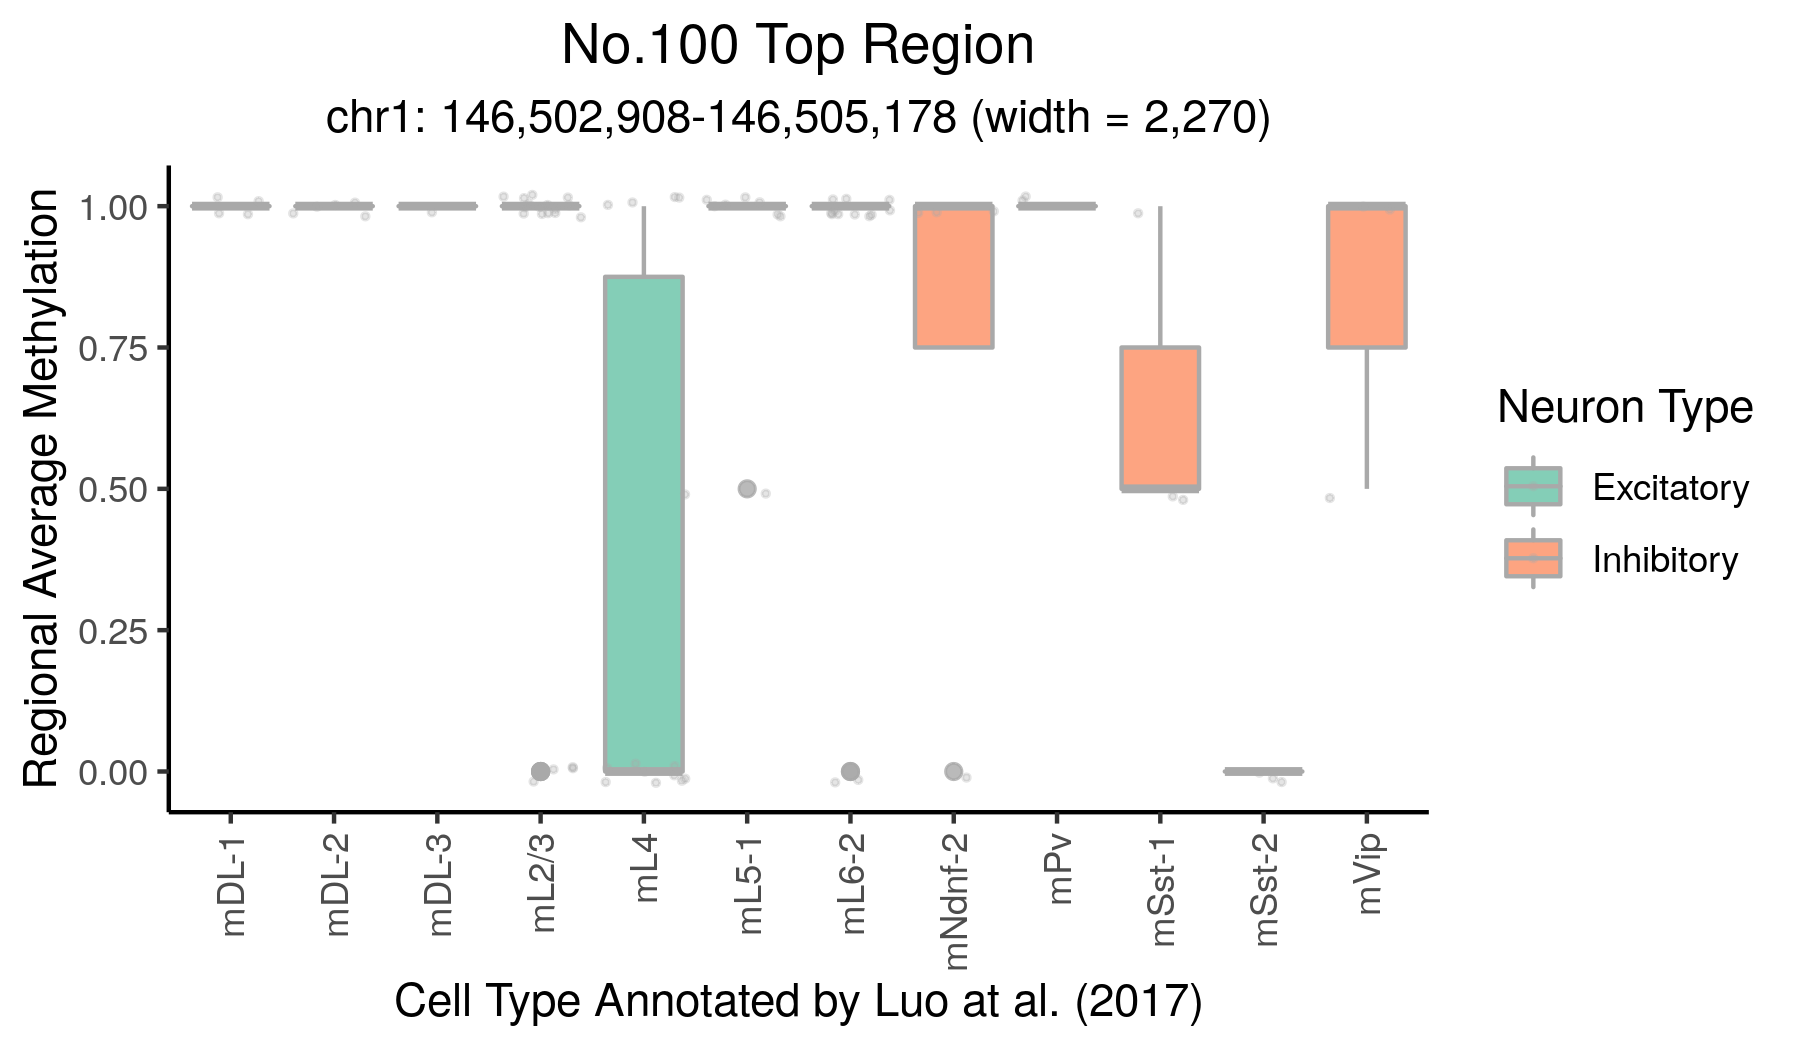 No.100 Top Region
chr1: 146,502,908-146,505,178 (width = 2,270)
Regional Average Methylation
1.00
0.75
0.50
0.25
0.00
mDL-1
mDL-2
mDL-3
mL2/3
mL4
mL5-1
mL6-2
mNdnf-2
mPv
mSst-1
mSst-2
mVip
Cell Type Annotated by Luo at al. (2017)
Neuron Type
Excitatory
Inhibitory